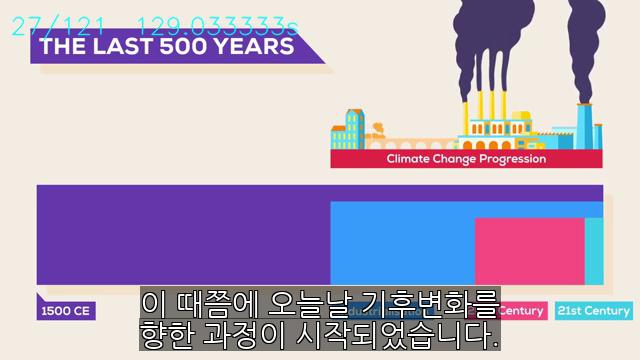 27/121 129.033333s
THE LAST 500 YEARS
Climate Change Progression
1500 CE
Century
21st Century
이 때쯤에 오늘날 기후변화를
향한 과정이 시작되었습니다.